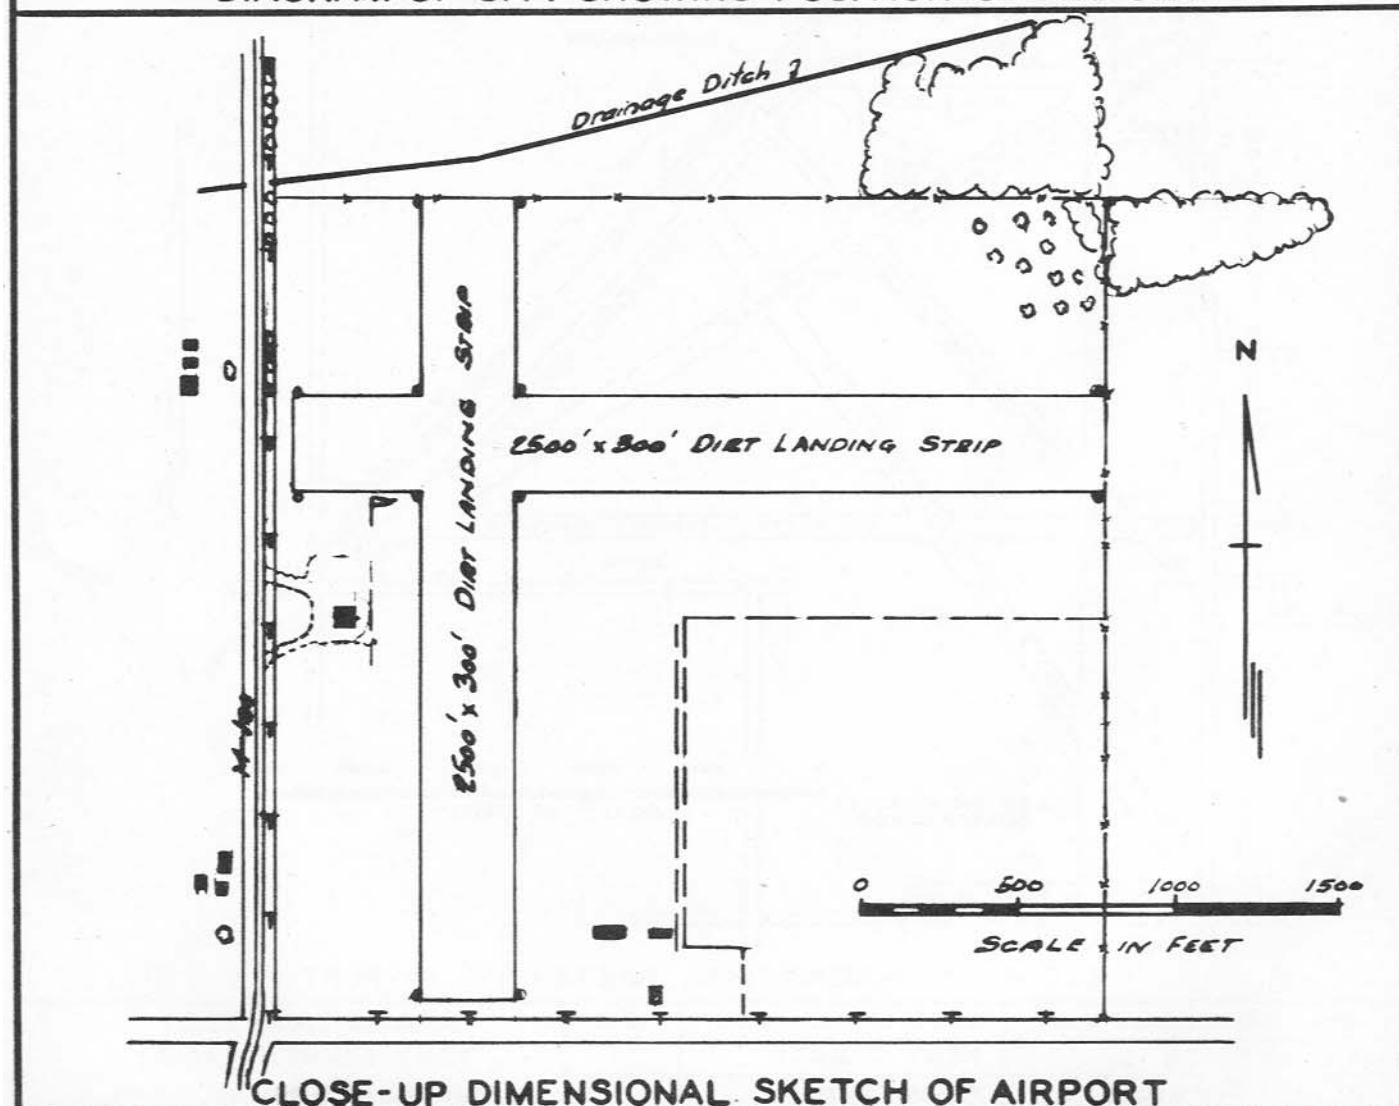 Drainage Ditch
N
2500' x 300' DIRT LANDING STRIP
2500' x 300' DIRT LANDING STRIP
0 500 1000 1500
SCALE IN FEET
CLOSE-UP DIMENSIONAL SKETCH OF AIRPORT